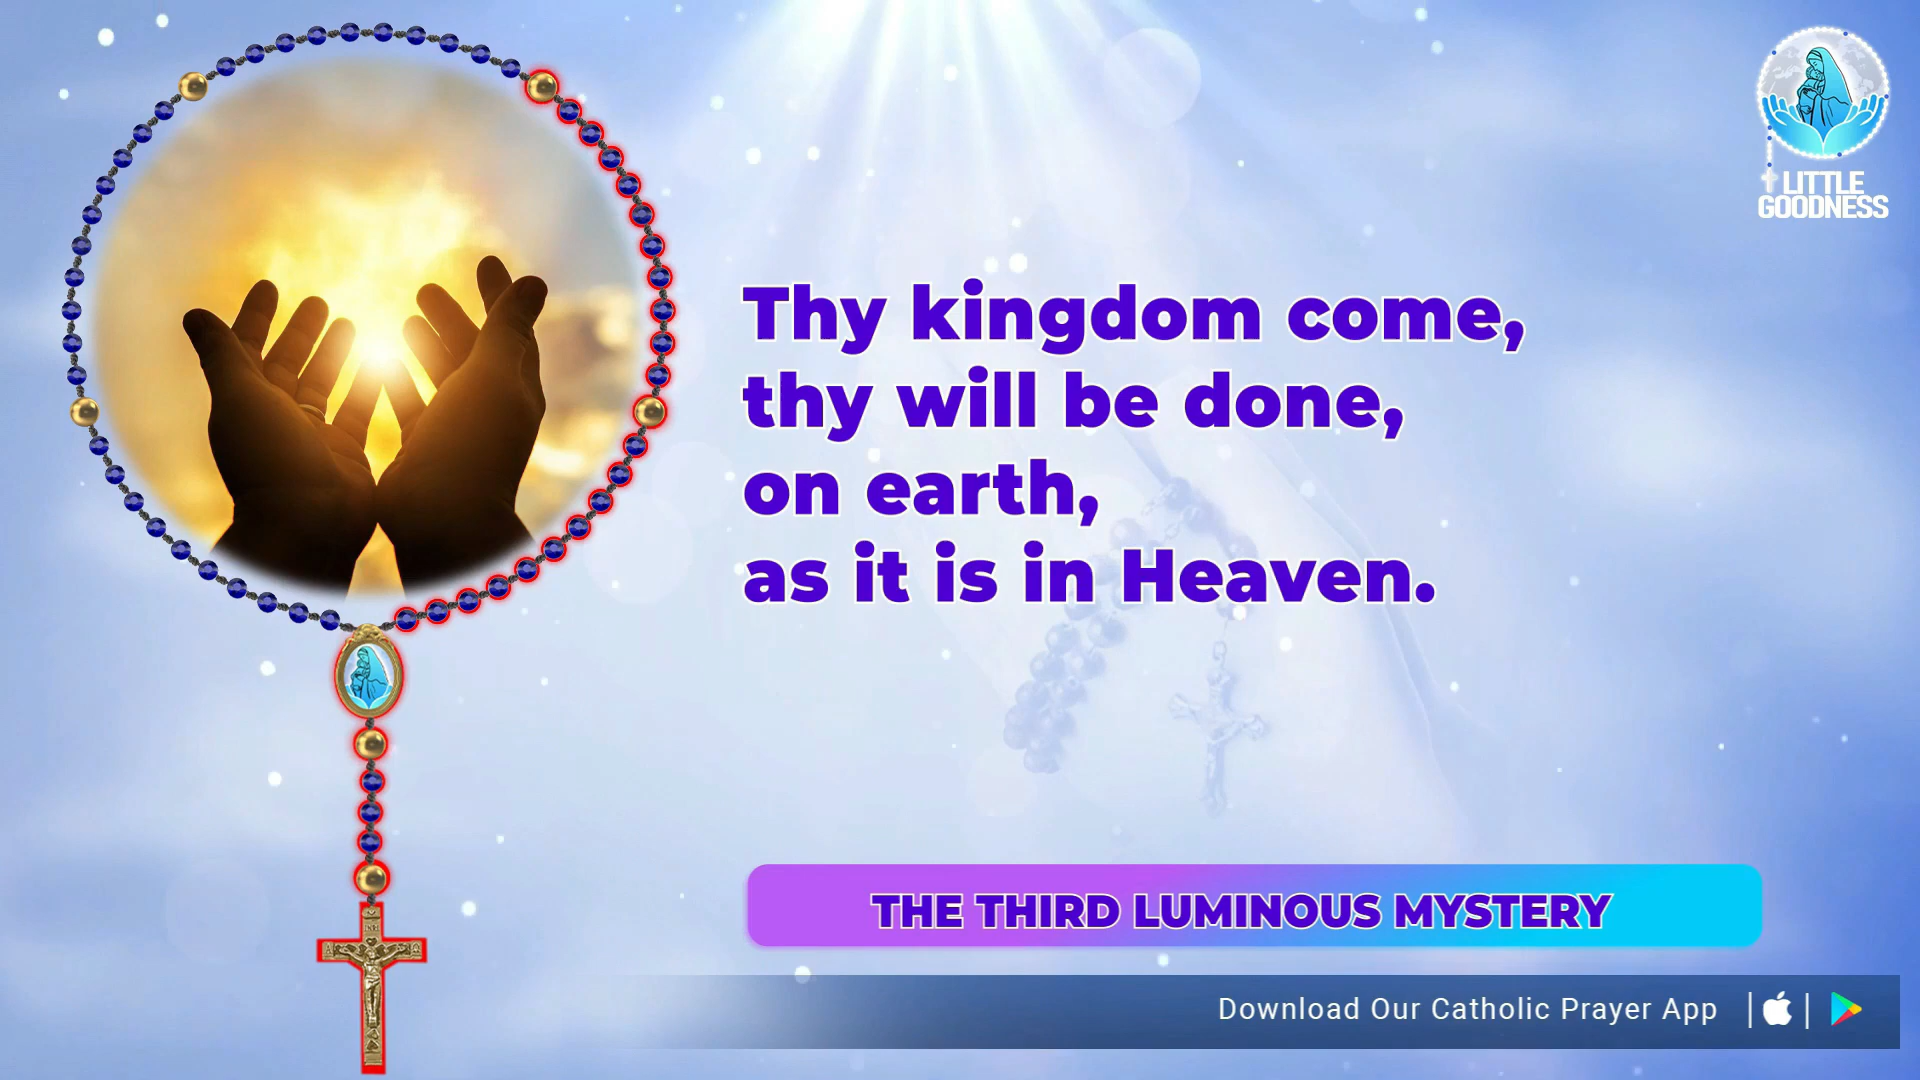 LITTLE
GOODNESS
Thy kingdom come,
thy will be done,
on earth,
as it is in Heaven.
INRI
THE THIRD LUMINOUS MYSTERY
Download Our Catholic Prayer App